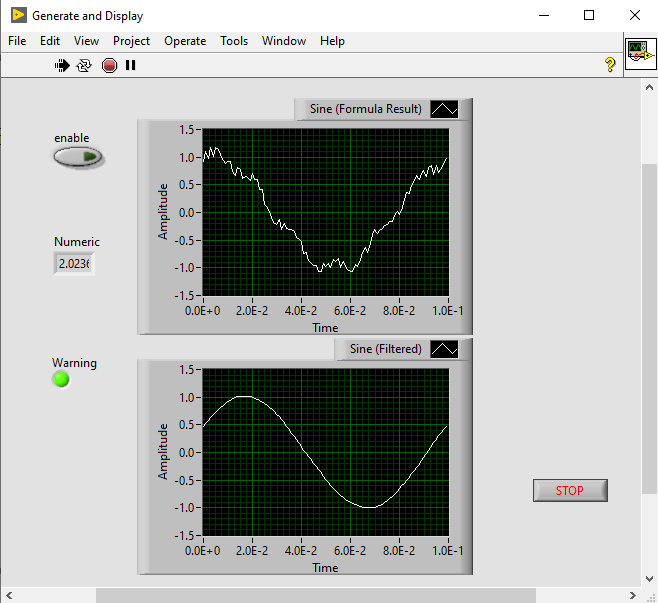 Generate and Display
File Edit View Project Operate Tools Window Help
?
enable
Numeric
2.0236
Warning
Sine (Formula Result)
Amplitude
1.5
1.0
0.5
0.0
-0.5
-1.0
-1.5
0.0E+0 2.0E-2 4.0E-2 6.0E-2 8.0E-2 1.0E-1
Time
Sine (Filtered)
Amplitude
1.5
1.0
0.5
0.0
-0.5
-1.0
-1.5
0.0E+0 2.0E-2 4.0E-2 6.0E-2 8.0E-2 1.0E-1
Time
STOP